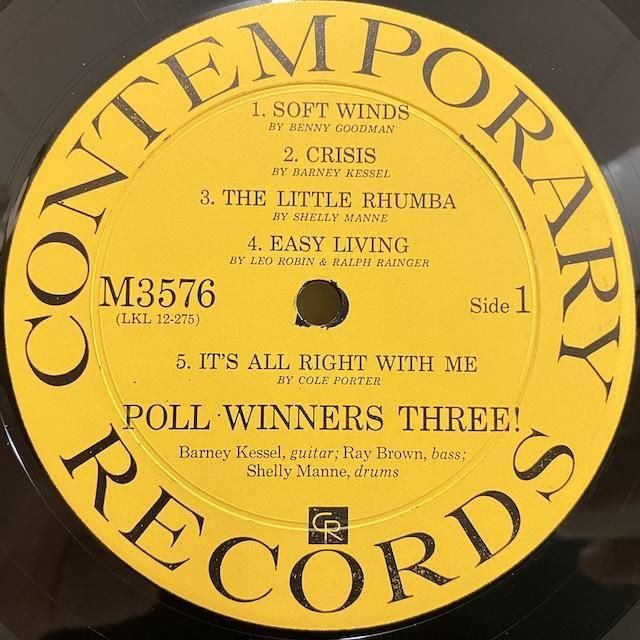 CONTEMPORARY
1. SOFT WINDS
BY BENNY GOODMAN
2. CRISIS
BY BARNEY KESSEL
3. THE LITTLE RHUMBA
BY SHELLY MANNE
4. EASY LIVING
BY LEO ROBIN & RALPH RAINGER
M3576
(LKL 12-275)
Side 1
5. IT'S ALL RIGHT WITH ME
BY COLE PORTER
POLL WINNERS THREE!
Barney Kessel, guitar; Ray Brown, bass;
Shelly Manne, drums
CR
RECORDS